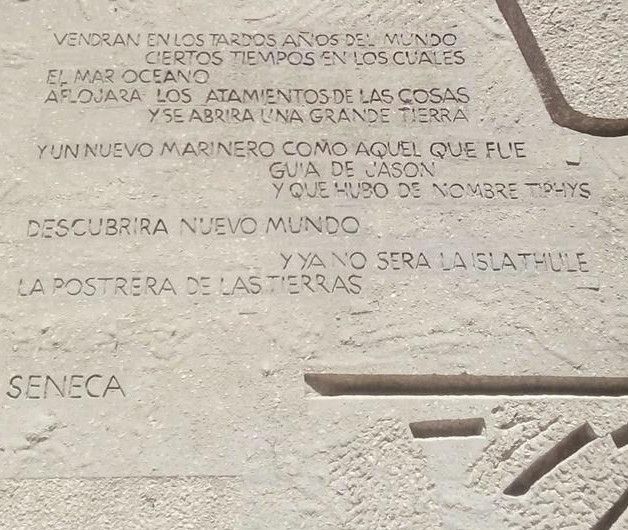 VENDRAN EN LOS TARDOS AÑOS DEL MUNDO
CIERTOS TIEMPOS EN LOS CUALES
EL MAR OCEANO
AFLOJARA LOS ATAMIENTOS DE LAS COSAS
Y SE ABRIRA UNA GRANDE TIERRA
Y UN NUEVO MARINERO COMO AQUEL QUE FUE
GUIA DE JASON
Y QUE HUBO DE NOMBRE TIPHYS
DESCUBRIRA NUEVO MUNDO
Y YA NO SERA LA ISLA THULE
LA POSTRERA DE LAS TIERRAS
SENECA